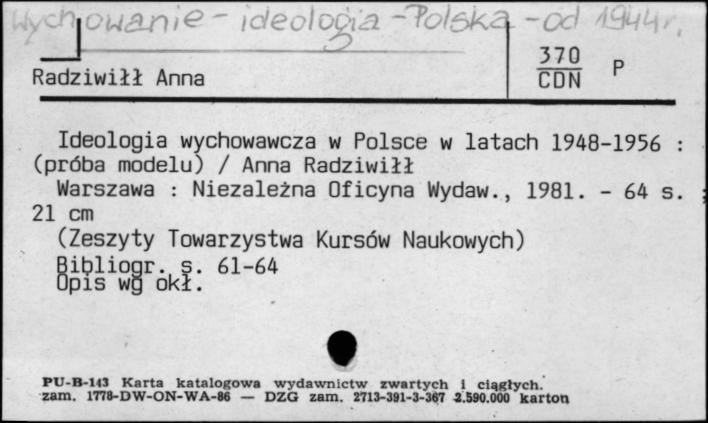 Wychowanie - ideologia - Polska - od 1944 r.
370
CDN P
Radziwiłł Anna
Ideologia wychowawcza w Polsce w latach 1948-1956 :
(próba modelu) / Anna Radziwiłł
Warszawa : Niezależna Oficyna Wydaw., 1981. - 64 s. ;
21 cm
(Zeszyty Towarzystwa Kursów Naukowych)
Bibliogr. s. 61-64
Opis wg okł.
PU-B-143 Karta katalogowa wydawnictw zwartych i ciągłych.
zam. 1778-DW-ON-WA-86 — DZG zam. 2713-391-3-367 2.590.000 karton